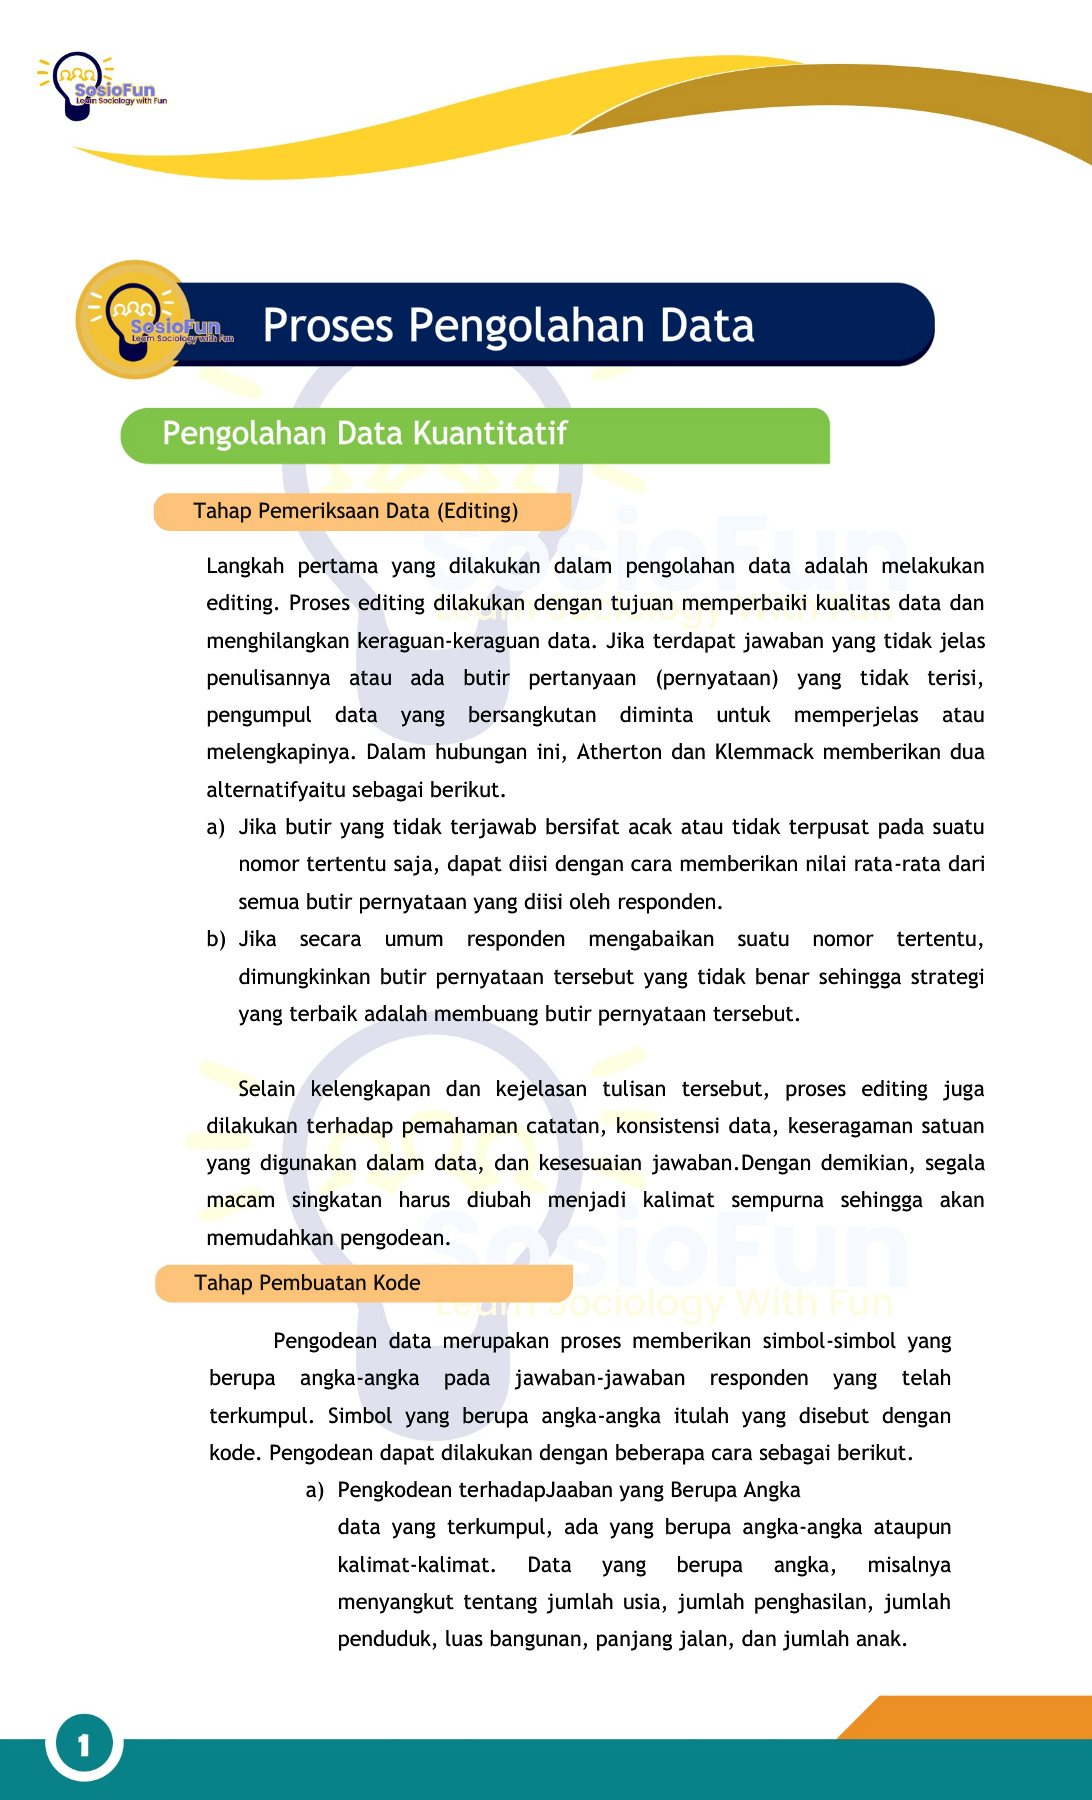 SosioFun
Learn Sociology with Fun
SosioFun
Learn Sociology with Fun
Proses Pengolahan Data
Pengolahan Data Kuantitatif
Tahap Pemeriksaan Data (Editing)
SosioFun
Learn Sociology With Fun
Langkah pertama yang dilakukan dalam pengolahan data adalah melakukan
editing. Proses editing dilakukan dengan tujuan memperbaiki kualitas data dan
menghilangkan keraguan-keraguan data. Jika terdapat jawaban yang tidak jelas
penulisannya atau ada butir pertanyaan (pernyataan) yang tidak terisi,
pengumpul data yang bersangkutan diminta untuk memperjelas atau
melengkapinya. Dalam hubungan ini, Atherton dan Klemmack memberikan dua
alternatifyaitu sebagai berikut.
a) Jika butir yang tidak terjawab bersifat acak atau tidak terpusat pada suatu
nomor tertentu saja, dapat diisi dengan cara memberikan nilai rata-rata dari
semua butir pernyataan yang diisi oleh responden.
b) Jika secara umum responden mengabaikan suatu nomor tertentu,
dimungkinkan butir pernyataan tersebut yang tidak benar sehingga strategi
yang terbaik adalah membuang butir pernyataan tersebut.
Selain kelengkapan dan kejelasan tulisan tersebut, proses editing juga
dilakukan terhadap pemahaman catatan, konsistensi data, keseragaman satuan
yang digunakan dalam data, dan kesesuaian jawaban.Dengan demikian, segala
macam singkatan harus diubah menjadi kalimat sempurna sehingga akan
memudahkan pengodean.
SosioFun
Learn Sociology With Fun
Tahap Pembuatan Kode
Pengodean data merupakan proses memberikan simbol-simbol yang
berupa angka-angka pada jawaban-jawaban responden yang telah
terkumpul. Simbol yang berupa angka-angka itulah yang disebut dengan
kode. Pengodean dapat dilakukan dengan beberapa cara sebagai berikut.
a) Pengkodean terhadapJaaban yang Berupa Angka
data yang terkumpul, ada yang berupa angka-angka ataupun
kalimat-kalimat. Data yang berupa angka, misalnya
menyangkut tentang jumlah usia, jumlah penghasilan, jumlah
penduduk, luas bangunan, panjang jalan, dan jumlah anak.
1